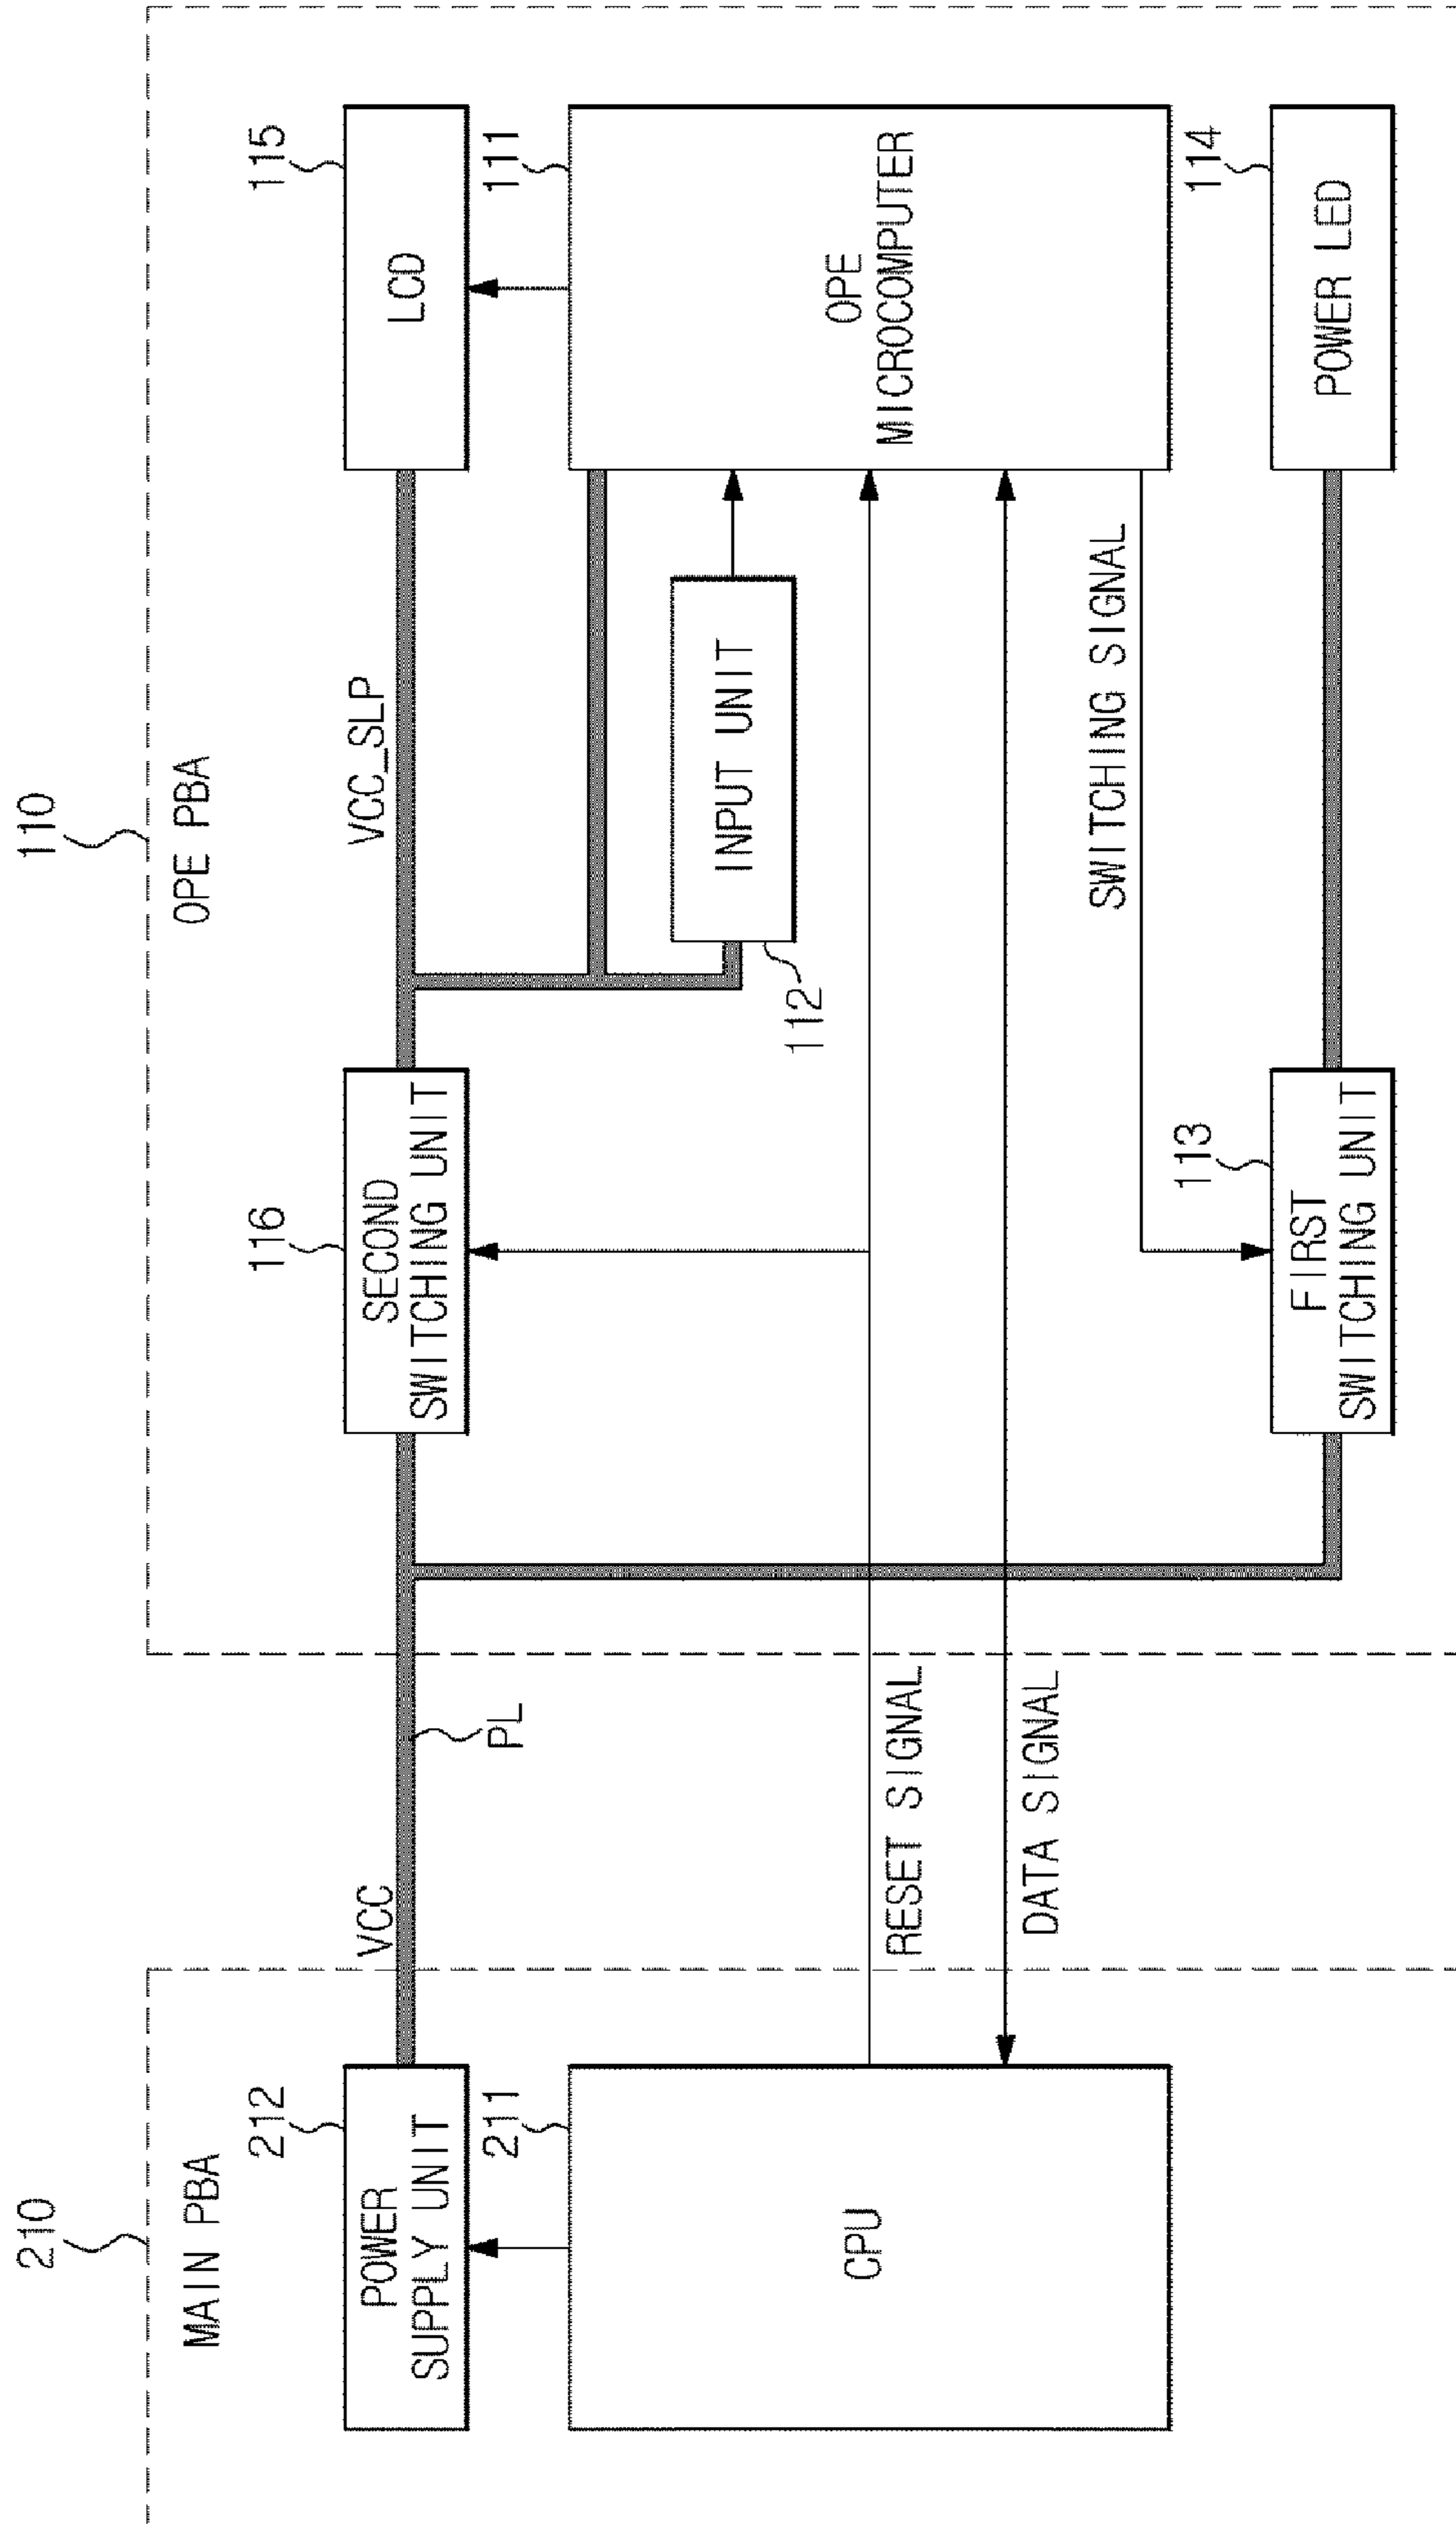 210
MAIN PBA
212
POWER
SUPPLY UNIT
211
CPU
VCC
PL
RESET SIGNAL
DATA SIGNAL
110
OPE PBA
116
SECOND
SWITCHING UNIT
VCC_SLP
115
LCD
111
OPE
MICROCOMPUTER
INPUT UNIT
112
SWITCHING SIGNAL
113
FIRST
SWITCHING UNIT
114
POWER LED